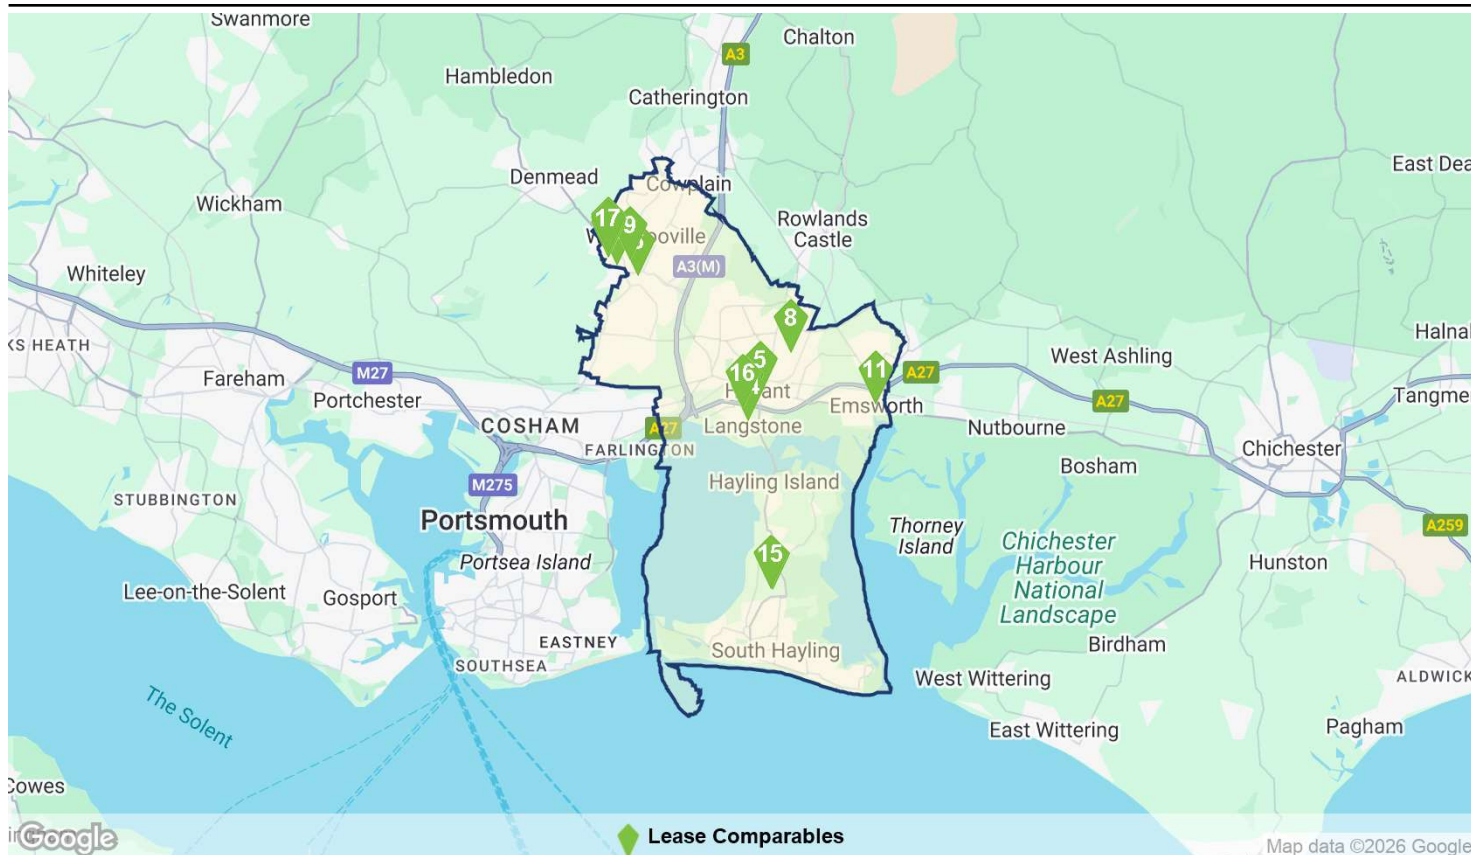 Swanmore
Chalton
A3
Hambledon
Catherington
Denmead
Cowplain
East Dea
Wickham
Rowlands
Castle
17
9
ooville
A3(M)
Whiteley
8
KS HEATH
Halna
West Ashling
M27
Fareham
5
16
11
A27
Portchester
A27
Tangme
Emsworth
COSHAM
Langstone
Nutbourne
A27
FARLINGTON
Chichester
Bosham
M275
Hayling Island
STUBBINGTON
Portsmouth
A259
Thorney
Island
Chichester
Harbour
National
Landscape
15
Portsea Island
Hunston
Lee-on-the-Solent
Gosport
EASTNEY
South Hayling
Birdham
SOUTHSEA
West Wittering
ALDWICK
The Solent
East Wittering
Pagham
Cowes
Google
Lease Comparables
Map data ©2026 Google